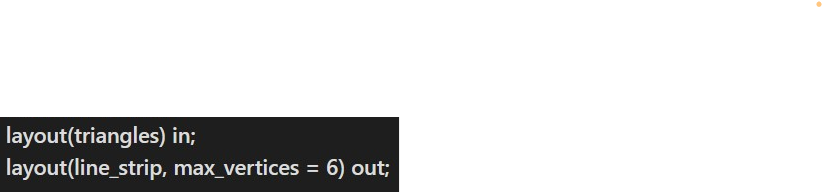 layout(triangles) in;
layout(line_strip, max_vertices = 6) out;